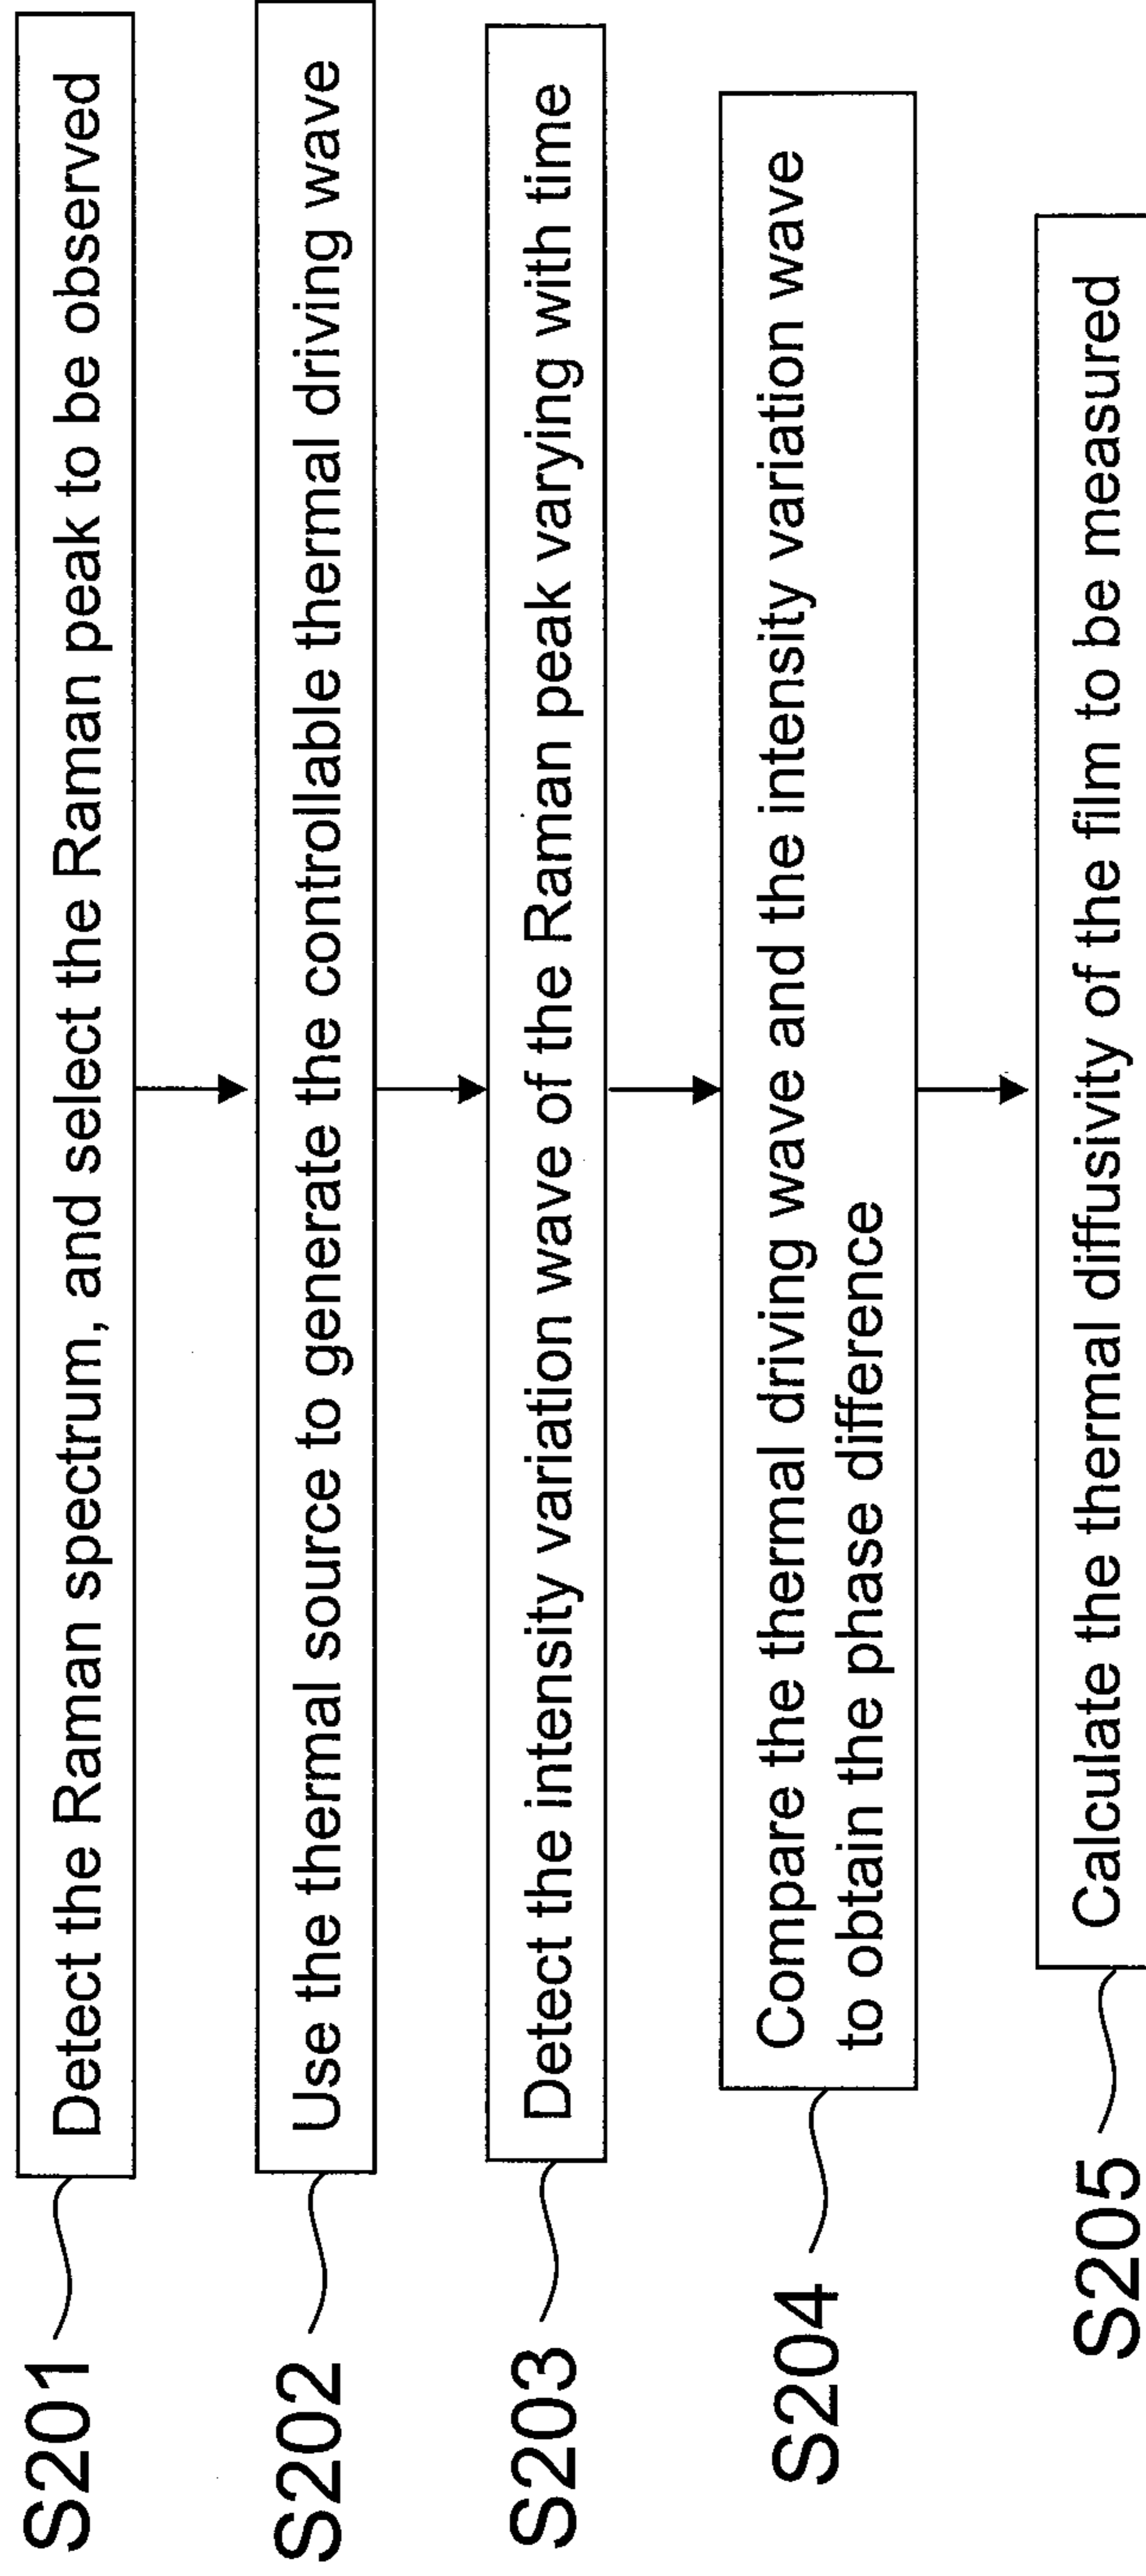 S201
Detect the Raman spectrum, and select the Raman peak to be observed
S202
Use the thermal source to generate the controllable thermal driving wave
S203
Detect the intensity variation wave of the Raman peak varying with time
S204
Compare the thermal driving wave and the intensity variation wave
to obtain the phase difference
S205
Calculate the thermal diffusivity of the film to be measured